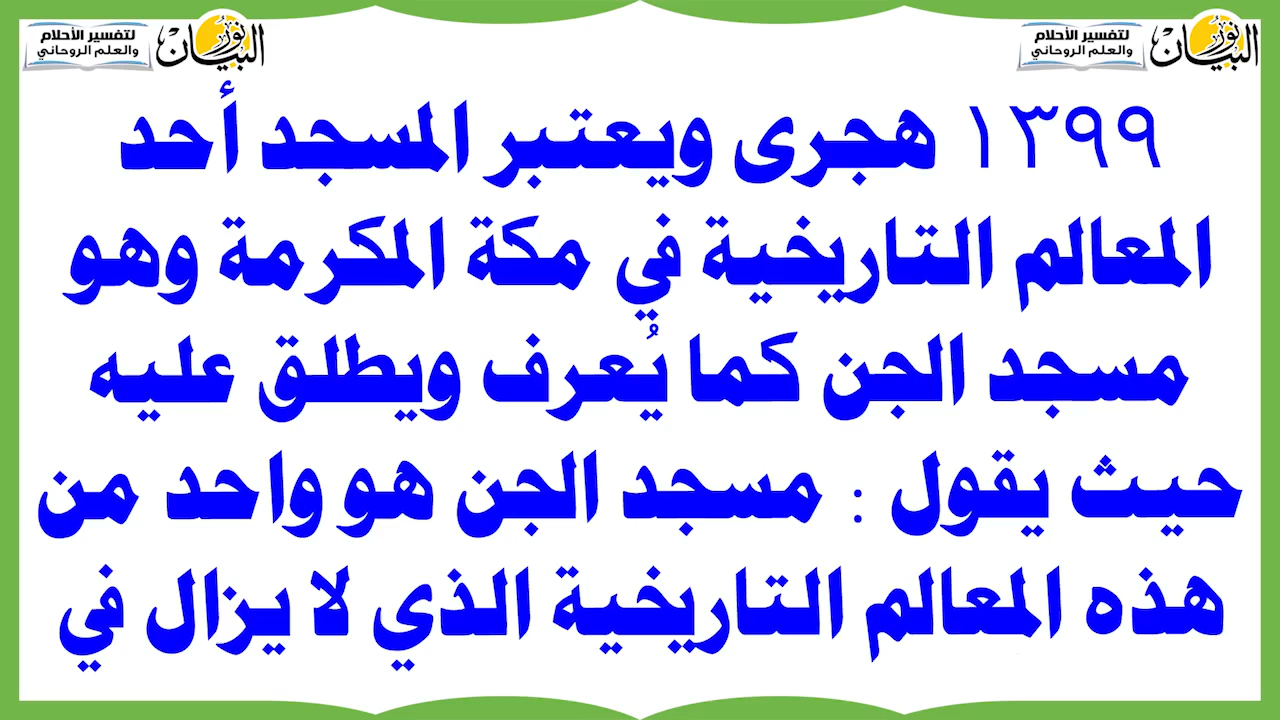 نور البيان
لتفسير الأحلام
والعلم الروحاني
نور البيان
لتفسير الأحلام
والعلم الروحاني
١٣٩٩ هجرى ويعتبر المسجد أحد
المعالم التاريخية في مكة المكرمة وهو
مسجد الجن كما يُعرف ويطلق عليه
حيث يقول : مسجد الجن هو واحد من
هذه المعالم التاريخية الذي لا يزال في